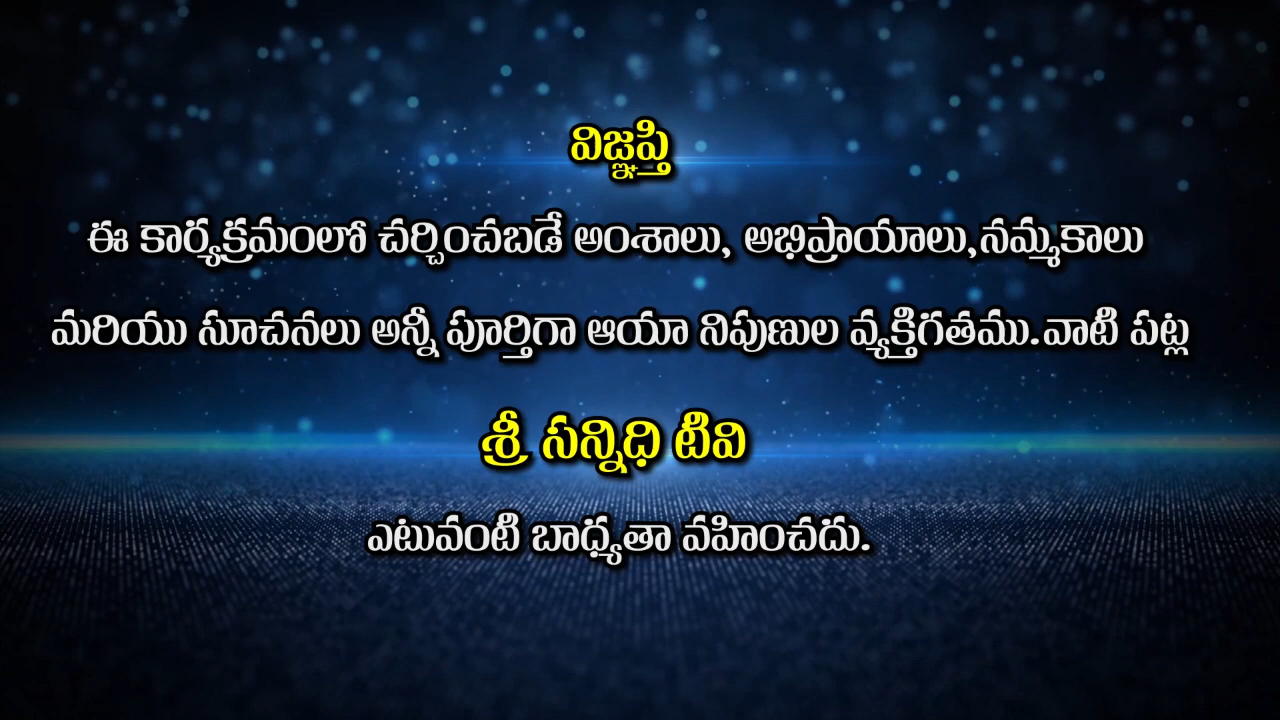 విజ్ఞప్తి
ఈ కార్యక్రమంలో చర్చించబడే అంశాలు, అభిప్రాయాలు,నమ్మకాలు
మరియు సూచనలు అన్నీ పూర్తిగా ఆయా నిపుణుల వ్యక్తిగతము.వాటి పట్ల
శ్రీ సన్నిధి టివి
ఎటువంటి బాధ్యతా వహించదు.